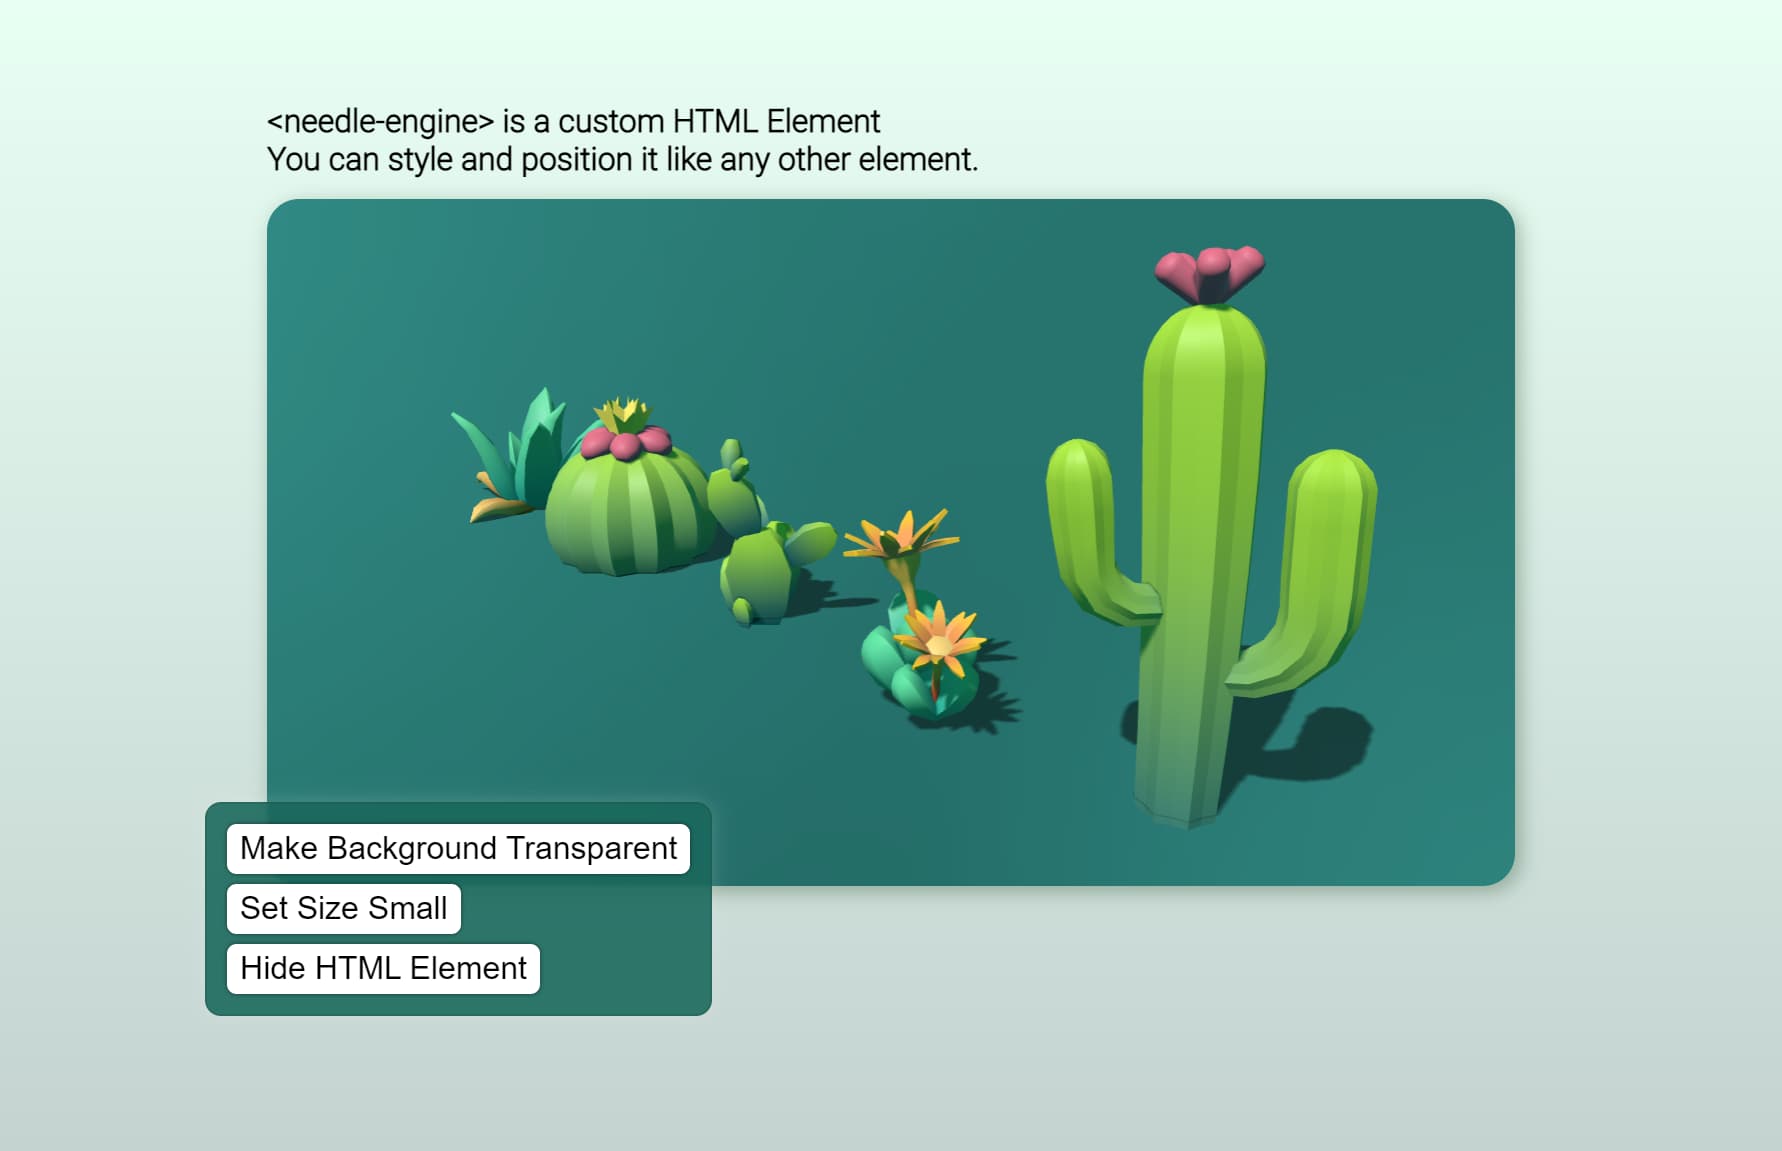 <needle-engine> is a custom HTML Element
You can style and position it like any other element.
Make Background Transparent
Set Size Small
Hide HTML Element